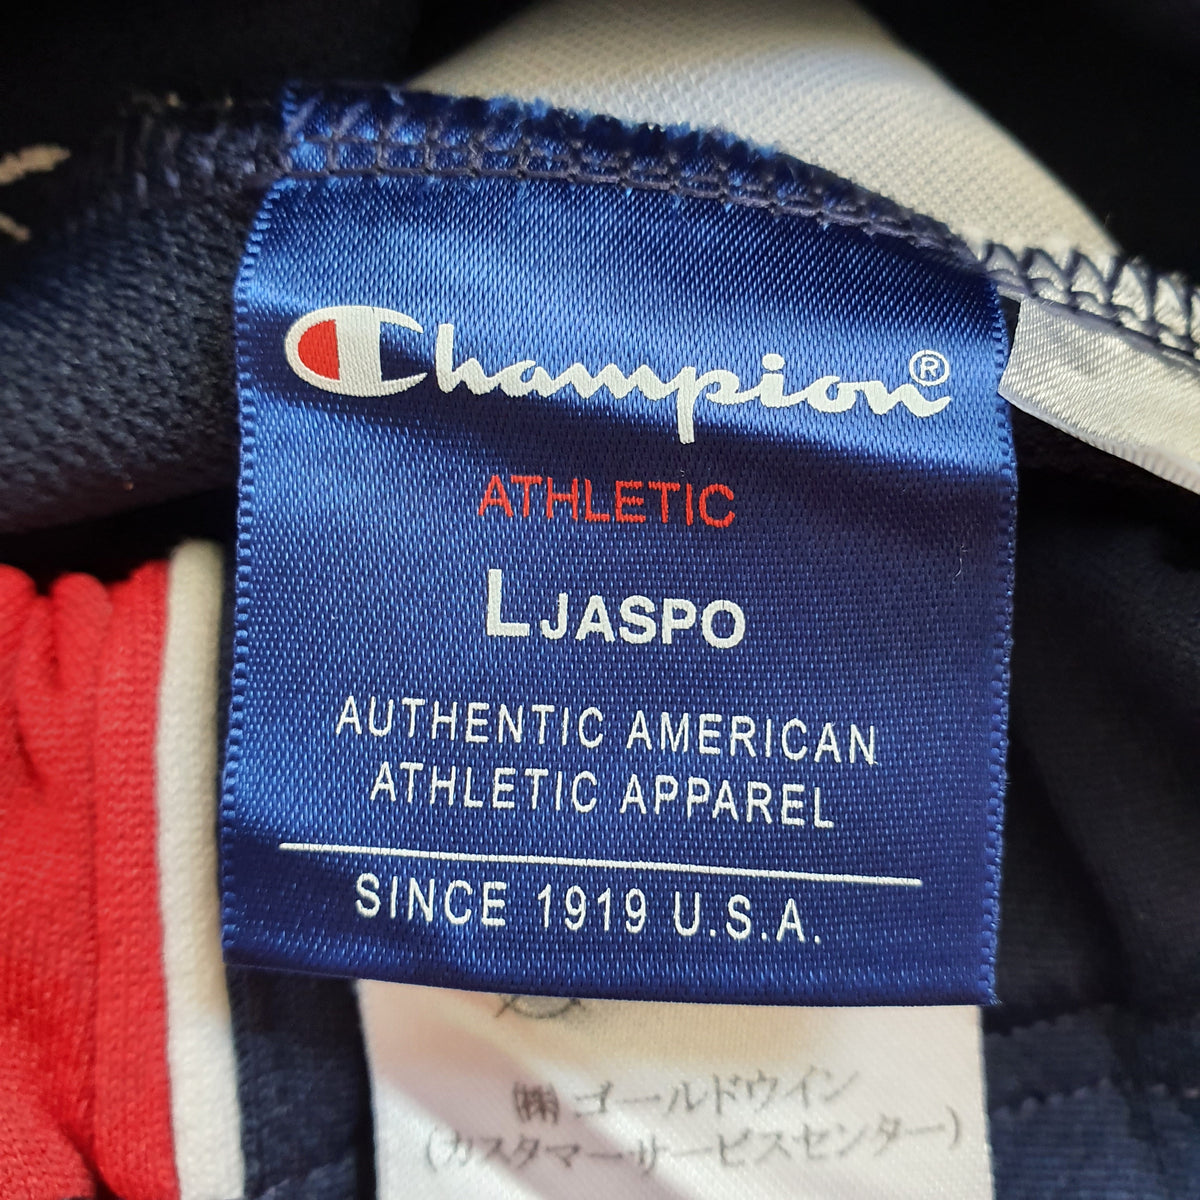 Champion®
ATHLETIC
L JASPO
AUTHENTIC AMERICAN
ATHLETIC APPAREL
SINCE 1919 U.S.A.
㈱ゴールドウイン
(カスタマーサービスセンター)